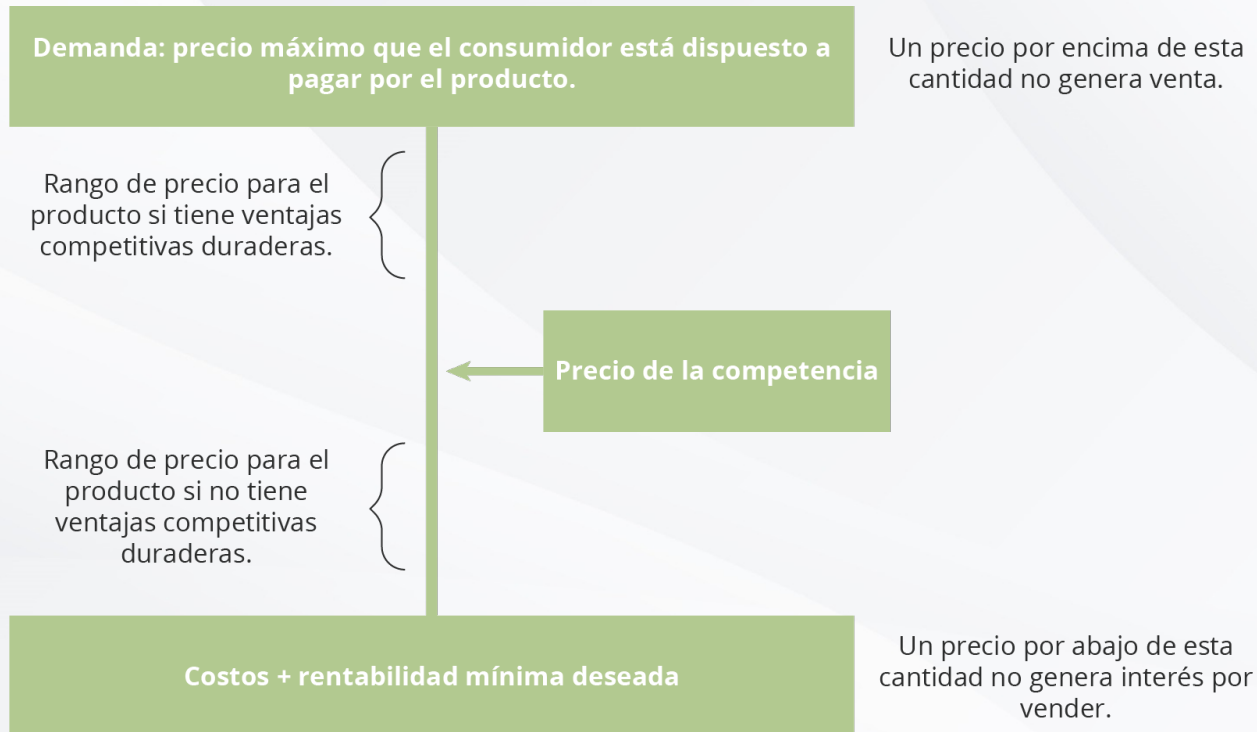 Demanda: precio máximo que el consumidor está dispuesto a
pagar por el producto.
Un precio por encima de esta
cantidad no genera venta.
Rango de precio para el
producto si tiene ventajas
competitivas duraderas.
Precio de la competencia
Rango de precio para el
producto si no tiene
ventajas competitivas
duraderas.
Costos + rentabilidad mínima deseada
Un precio por abajo de esta
cantidad no genera interés por
vender.